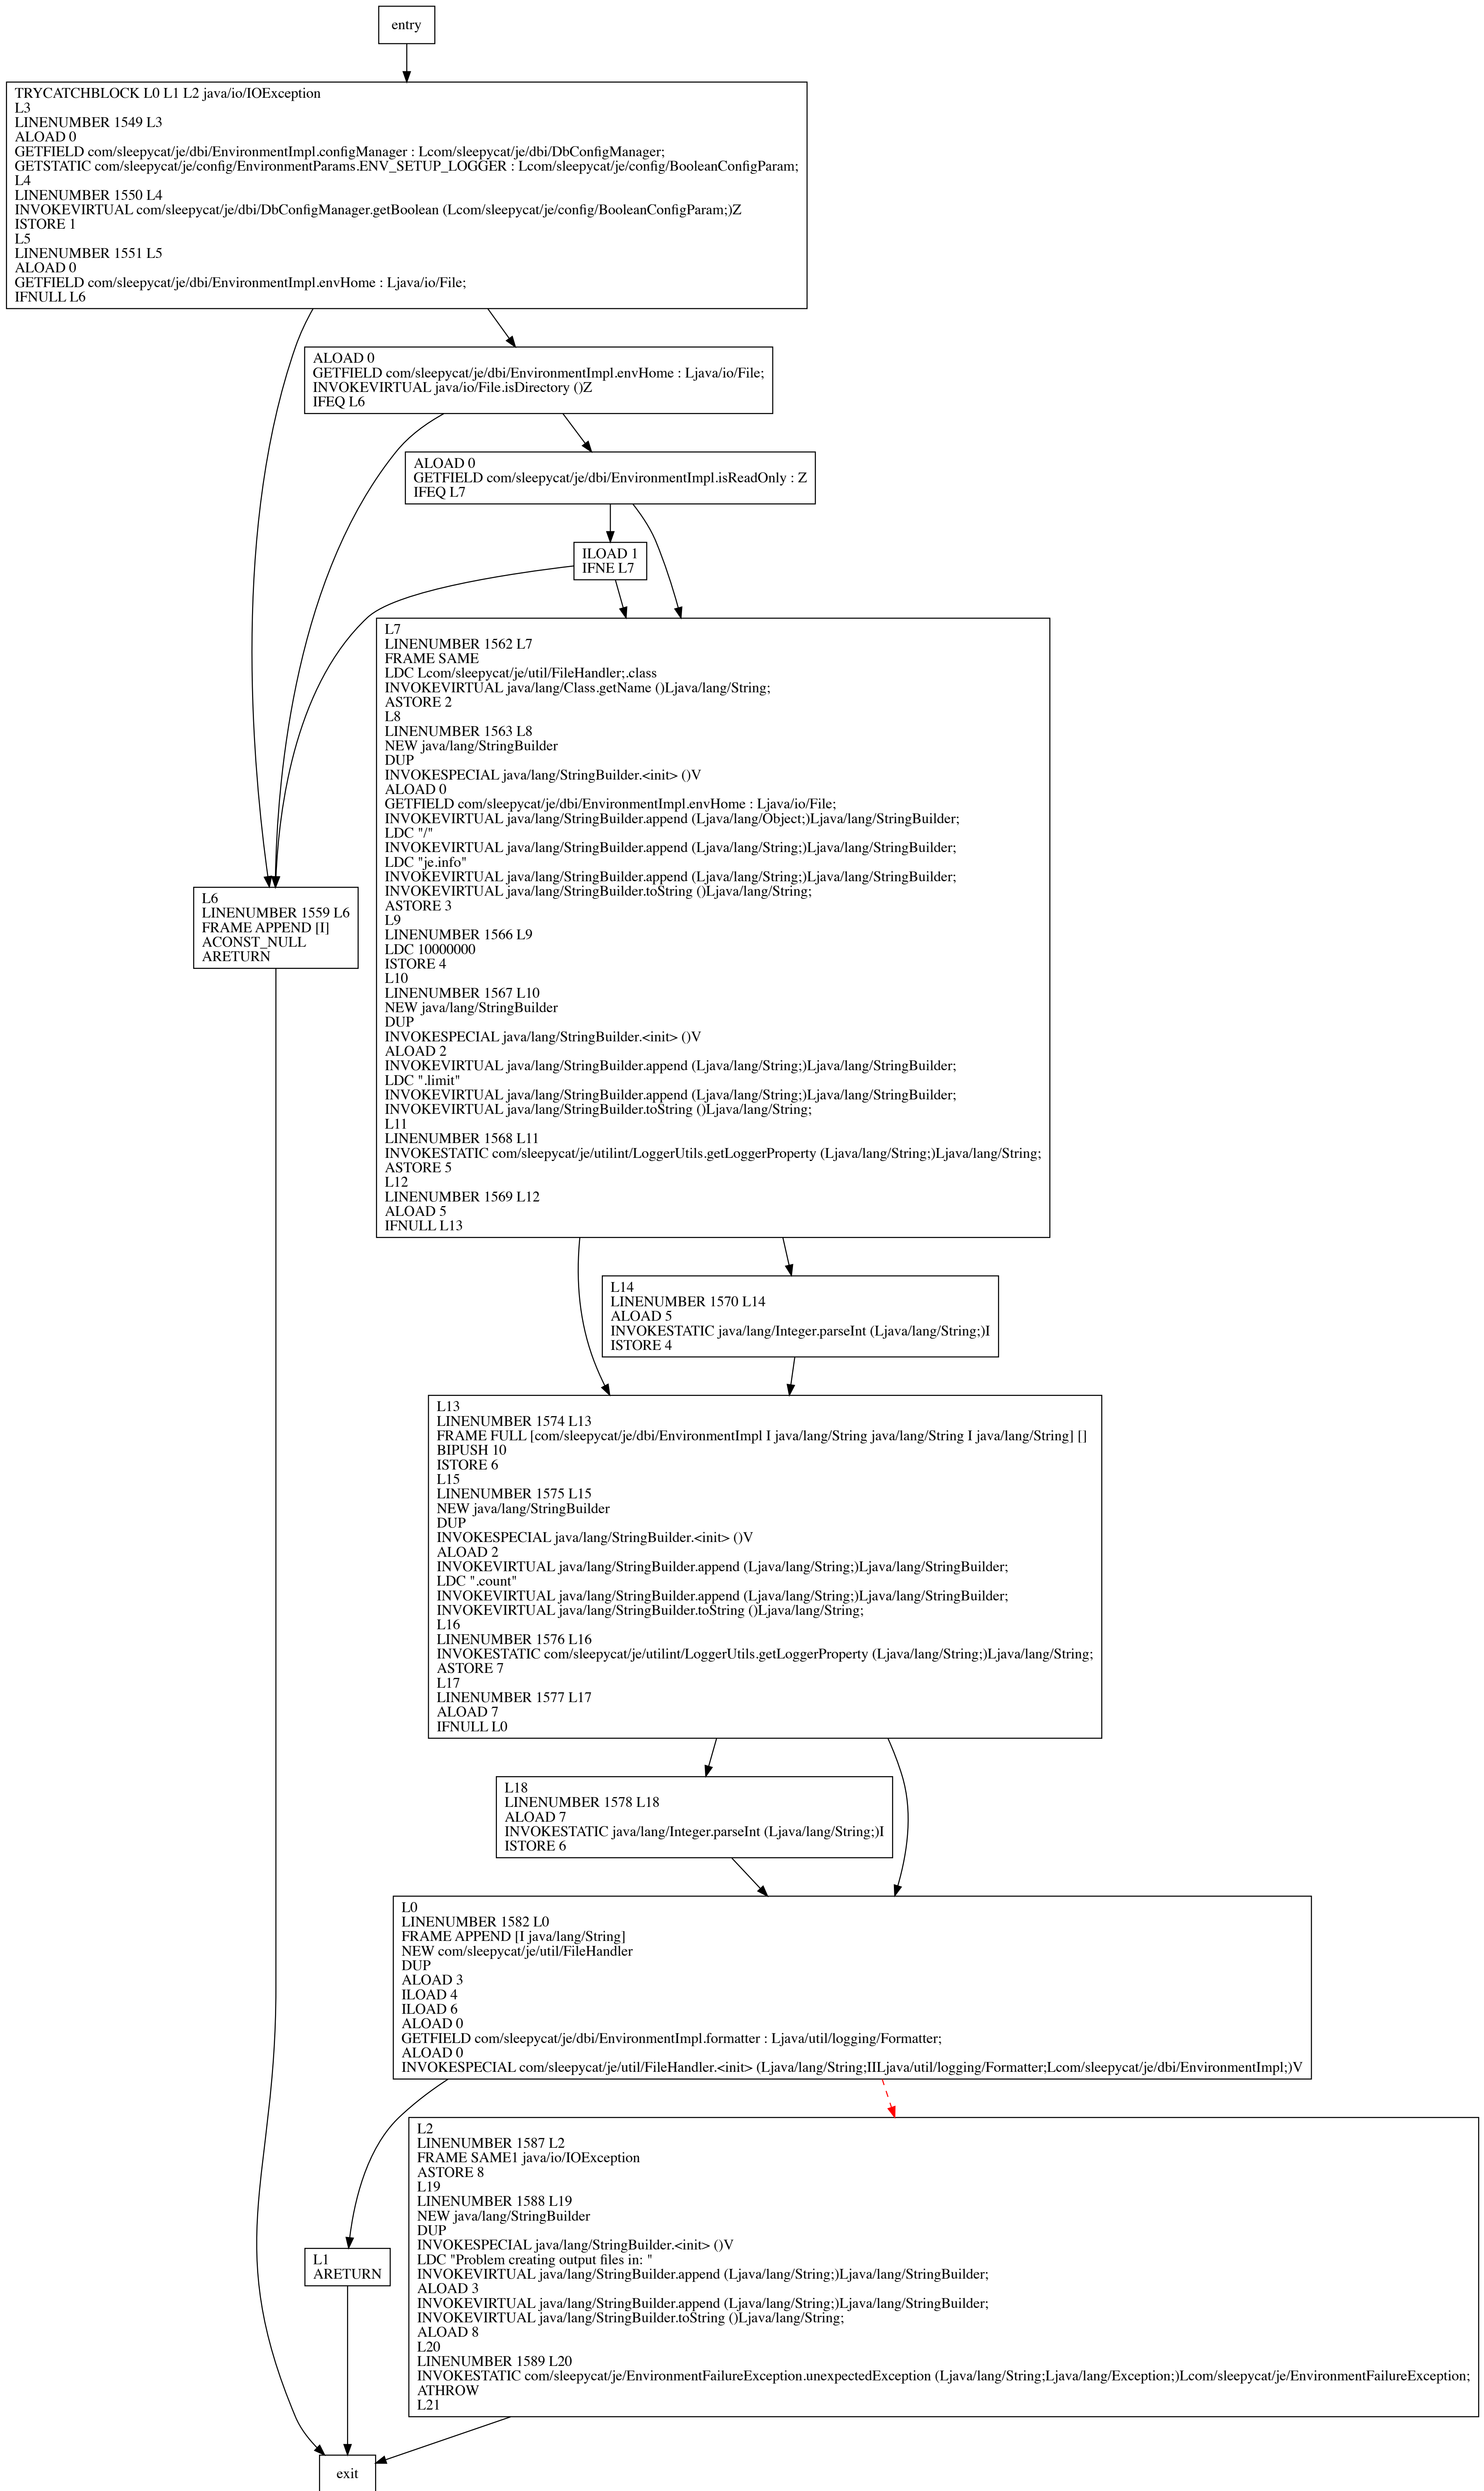 entry
TRYCATCHBLOCK L0 L1 L2 java/io/IOException
L3
LINENUMBER 1549 L3
ALOAD 0
GETFIELD com/sleepycat/je/dbi/EnvironmentImpl.configManager : Lcom/sleepycat/je/dbi/DbConfigManager;
GETSTATIC com/sleepycat/je/config/EnvironmentParams.ENV_SETUP_LOGGER : Lcom/sleepycat/je/config/BooleanConfigParam;
L4
LINENUMBER 1550 L4
INVOKEVIRTUAL com/sleepycat/je/dbi/DbConfigManager.getBoolean (Lcom/sleepycat/je/config/BooleanConfigParam;)Z
ISTORE 1
L5
LINENUMBER 1551 L5
ALOAD 0
GETFIELD com/sleepycat/je/dbi/EnvironmentImpl.envHome : Ljava/io/File;
IFNULL L6
ALOAD 0
GETFIELD com/sleepycat/je/dbi/EnvironmentImpl.envHome : Ljava/io/File;
INVOKEVIRTUAL java/io/File.isDirectory ()Z
IFEQ L6
ALOAD 0
GETFIELD com/sleepycat/je/dbi/EnvironmentImpl.isReadOnly : Z
IFEQ L7
ILOAD 1
IFNE L7
L7
LINENUMBER 1562 L7
FRAME SAME
LDC Lcom/sleepycat/je/util/FileHandler;.class
INVOKEVIRTUAL java/lang/Class.getName ()Ljava/lang/String;
ASTORE 2
L8
LINENUMBER 1563 L8
NEW java/lang/StringBuilder
DUP
INVOKESPECIAL java/lang/StringBuilder.<init> ()V
ALOAD 0
GETFIELD com/sleepycat/je/dbi/EnvironmentImpl.envHome : Ljava/io/File;
INVOKEVIRTUAL java/lang/StringBuilder.append (Ljava/lang/Object;)Ljava/lang/StringBuilder;
LDC "/"
INVOKEVIRTUAL java/lang/StringBuilder.append (Ljava/lang/String;)Ljava/lang/StringBuilder;
LDC "je.info"
INVOKEVIRTUAL java/lang/StringBuilder.append (Ljava/lang/String;)Ljava/lang/StringBuilder;
INVOKEVIRTUAL java/lang/StringBuilder.toString ()Ljava/lang/String;
ASTORE 3
L9
LINENUMBER 1566 L9
LDC 10000000
ISTORE 4
L10
LINENUMBER 1567 L10
NEW java/lang/StringBuilder
DUP
INVOKESPECIAL java/lang/StringBuilder.<init> ()V
ALOAD 2
INVOKEVIRTUAL java/lang/StringBuilder.append (Ljava/lang/String;)Ljava/lang/StringBuilder;
LDC ".limit"
INVOKEVIRTUAL java/lang/StringBuilder.append (Ljava/lang/String;)Ljava/lang/StringBuilder;
INVOKEVIRTUAL java/lang/StringBuilder.toString ()Ljava/lang/String;
L11
LINENUMBER 1568 L11
INVOKESTATIC com/sleepycat/je/utilint/LoggerUtils.getLoggerProperty (Ljava/lang/String;)Ljava/lang/String;
ASTORE 5
L12
LINENUMBER 1569 L12
ALOAD 5
IFNULL L13
L6
LINENUMBER 1559 L6
FRAME APPEND [I]
ACONST_NULL
ARETURN
L14
LINENUMBER 1570 L14
ALOAD 5
INVOKESTATIC java/lang/Integer.parseInt (Ljava/lang/String;)I
ISTORE 4
L13
LINENUMBER 1574 L13
FRAME FULL [com/sleepycat/je/dbi/EnvironmentImpl I java/lang/String java/lang/String I java/lang/String] []
BIPUSH 10
ISTORE 6
L15
LINENUMBER 1575 L15
NEW java/lang/StringBuilder
DUP
INVOKESPECIAL java/lang/StringBuilder.<init> ()V
ALOAD 2
INVOKEVIRTUAL java/lang/StringBuilder.append (Ljava/lang/String;)Ljava/lang/StringBuilder;
LDC ".count"
INVOKEVIRTUAL java/lang/StringBuilder.append (Ljava/lang/String;)Ljava/lang/StringBuilder;
INVOKEVIRTUAL java/lang/StringBuilder.toString ()Ljava/lang/String;
L16
LINENUMBER 1576 L16
INVOKESTATIC com/sleepycat/je/utilint/LoggerUtils.getLoggerProperty (Ljava/lang/String;)Ljava/lang/String;
ASTORE 7
L17
LINENUMBER 1577 L17
ALOAD 7
IFNULL L0
L18
LINENUMBER 1578 L18
ALOAD 7
INVOKESTATIC java/lang/Integer.parseInt (Ljava/lang/String;)I
ISTORE 6
L0
LINENUMBER 1582 L0
FRAME APPEND [I java/lang/String]
NEW com/sleepycat/je/util/FileHandler
DUP
ALOAD 3
ILOAD 4
ILOAD 6
ALOAD 0
GETFIELD com/sleepycat/je/dbi/EnvironmentImpl.formatter : Ljava/util/logging/Formatter;
ALOAD 0
INVOKESPECIAL com/sleepycat/je/util/FileHandler.<init> (Ljava/lang/String;IILjava/util/logging/Formatter;Lcom/sleepycat/je/dbi/EnvironmentImpl;)V
L2
LINENUMBER 1587 L2
FRAME SAME1 java/io/IOException
ASTORE 8
L19
LINENUMBER 1588 L19
NEW java/lang/StringBuilder
DUP
INVOKESPECIAL java/lang/StringBuilder.<init> ()V
LDC "Problem creating output files in: "
INVOKEVIRTUAL java/lang/StringBuilder.append (Ljava/lang/String;)Ljava/lang/StringBuilder;
ALOAD 3
INVOKEVIRTUAL java/lang/StringBuilder.append (Ljava/lang/String;)Ljava/lang/StringBuilder;
INVOKEVIRTUAL java/lang/StringBuilder.toString ()Ljava/lang/String;
ALOAD 8
L20
LINENUMBER 1589 L20
INVOKESTATIC com/sleepycat/je/EnvironmentFailureException.unexpectedException (Ljava/lang/String;Ljava/lang/Exception;)Lcom/sleepycat/je/EnvironmentFailureException;
ATHROW
L21
L1
ARETURN
exit